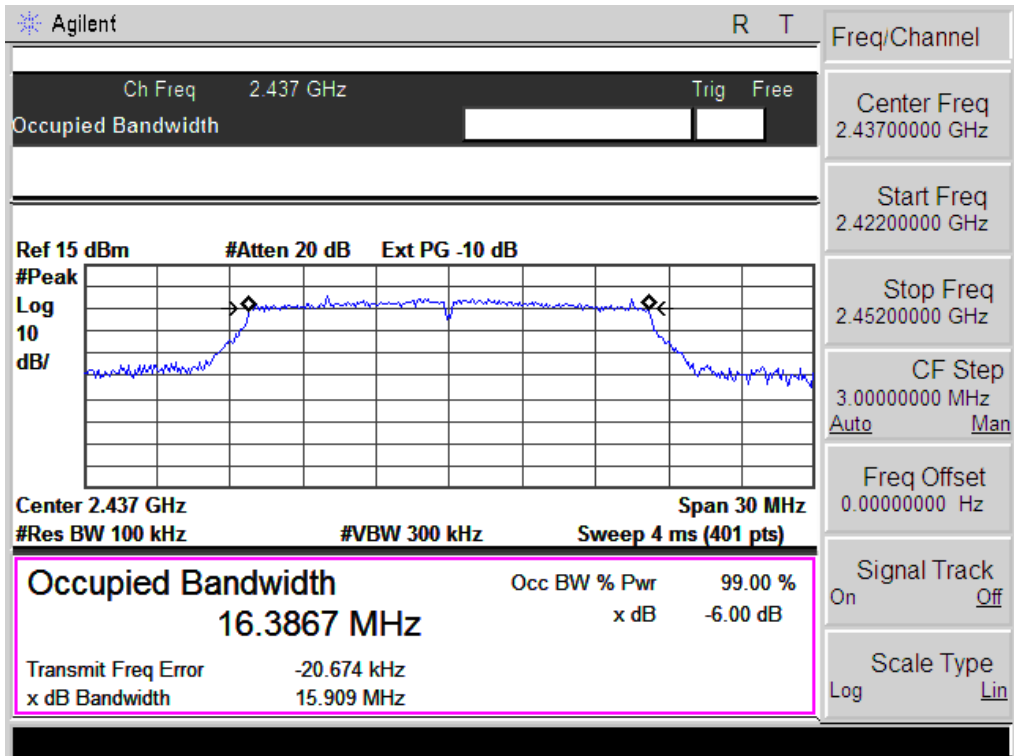 Agilent
R T
Ch Freq 2.437 GHz
Trig Free
Occupied Bandwidth
Ref 15 dBm #Atten 20 dB Ext PG -10 dB
#Peak
Log
10
dB/
Center 2.437 GHz Span 30 MHz
#Res BW 100 kHz #VBW 300 kHz Sweep 4 ms (401 pts)
Occupied Bandwidth
16.3867 MHz
Occ BW % Pwr 99.00 %
x dB -6.00 dB
Transmit Freq Error -20.674 kHz
x dB Bandwidth 15.909 MHz
Freq/Channel
Center Freq
2.43700000 GHz
Start Freq
2.42200000 GHz
Stop Freq
2.45200000 GHz
CF Step
3.00000000 MHz
Auto Man
Freq Offset
0.00000000 Hz
Signal Track
On Off
Scale Type
Log Lin